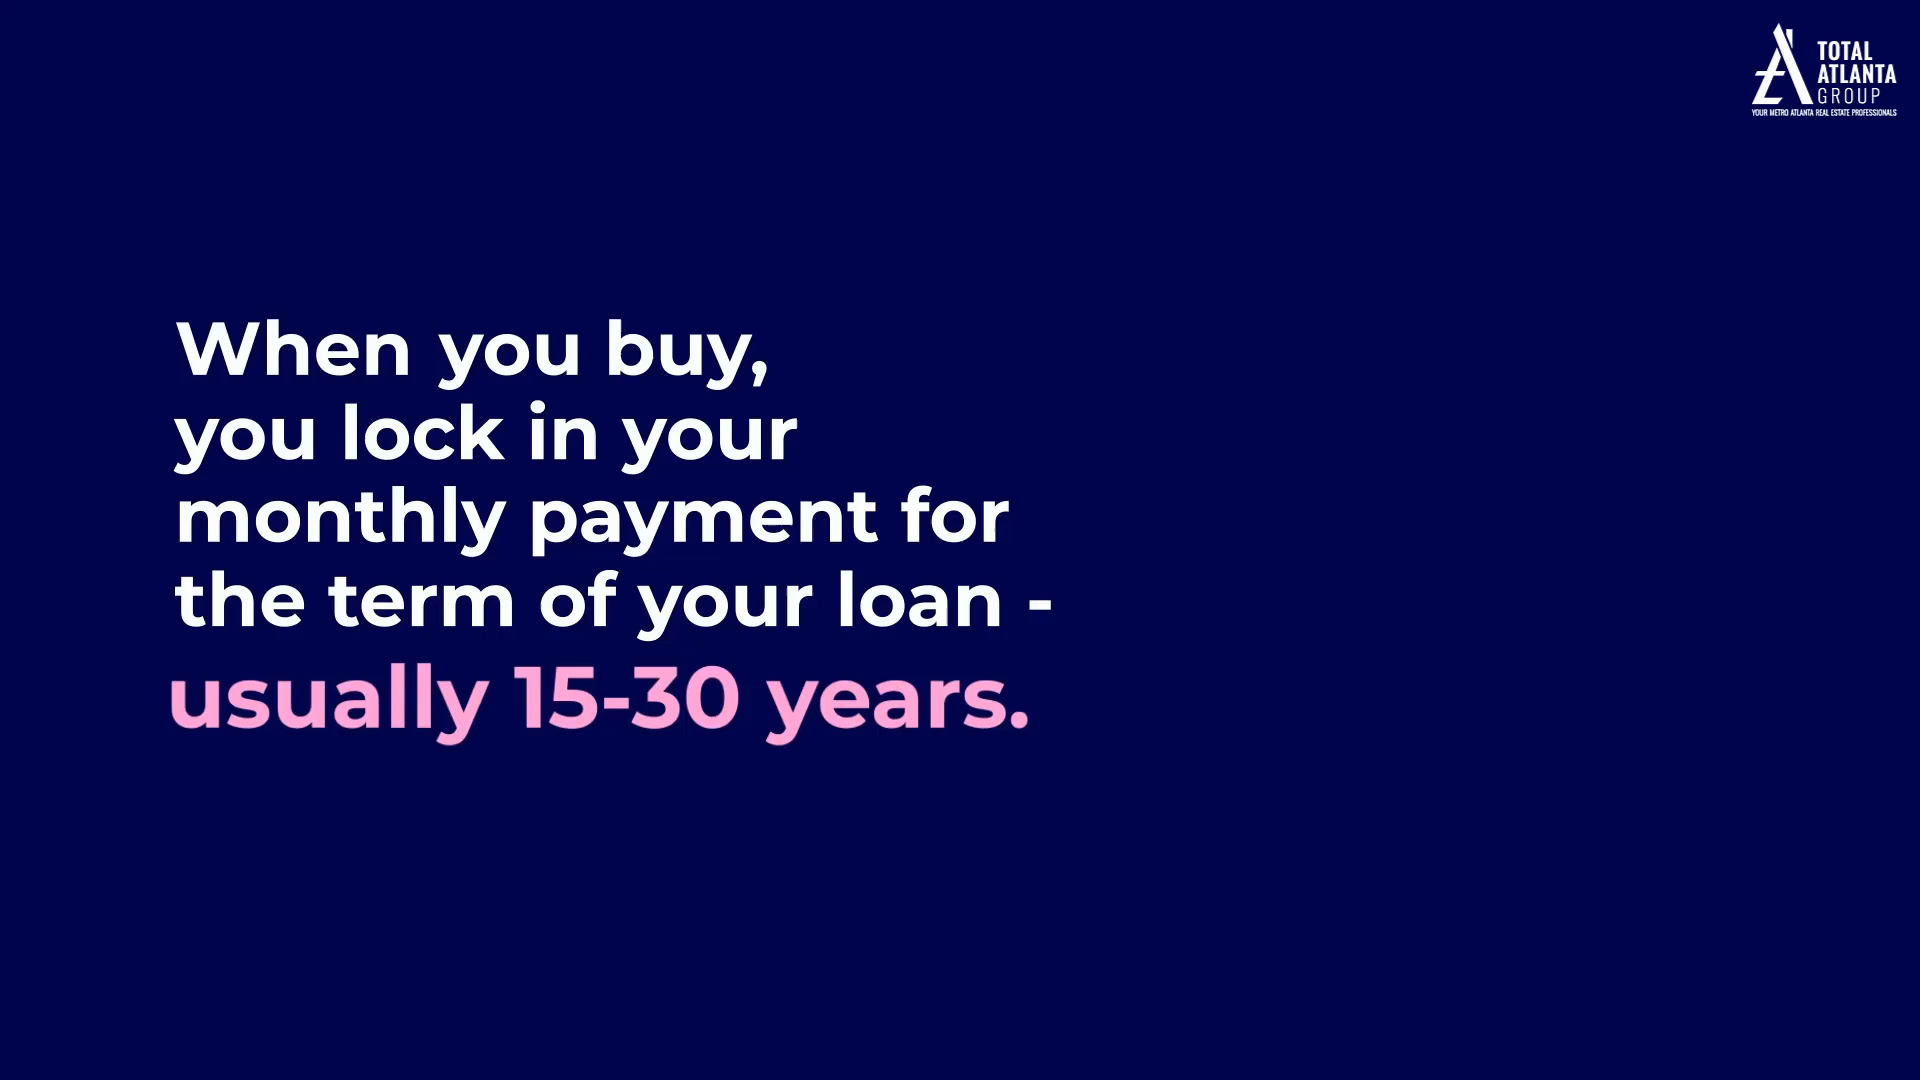 TOTAL
ATLANTA
GROUP
YOUR METRO ATLANTA REAL ESTATE PROFESSIONALS
When you buy,
you lock in your
monthly payment for
the term of your loan -
usually 15-30 years.